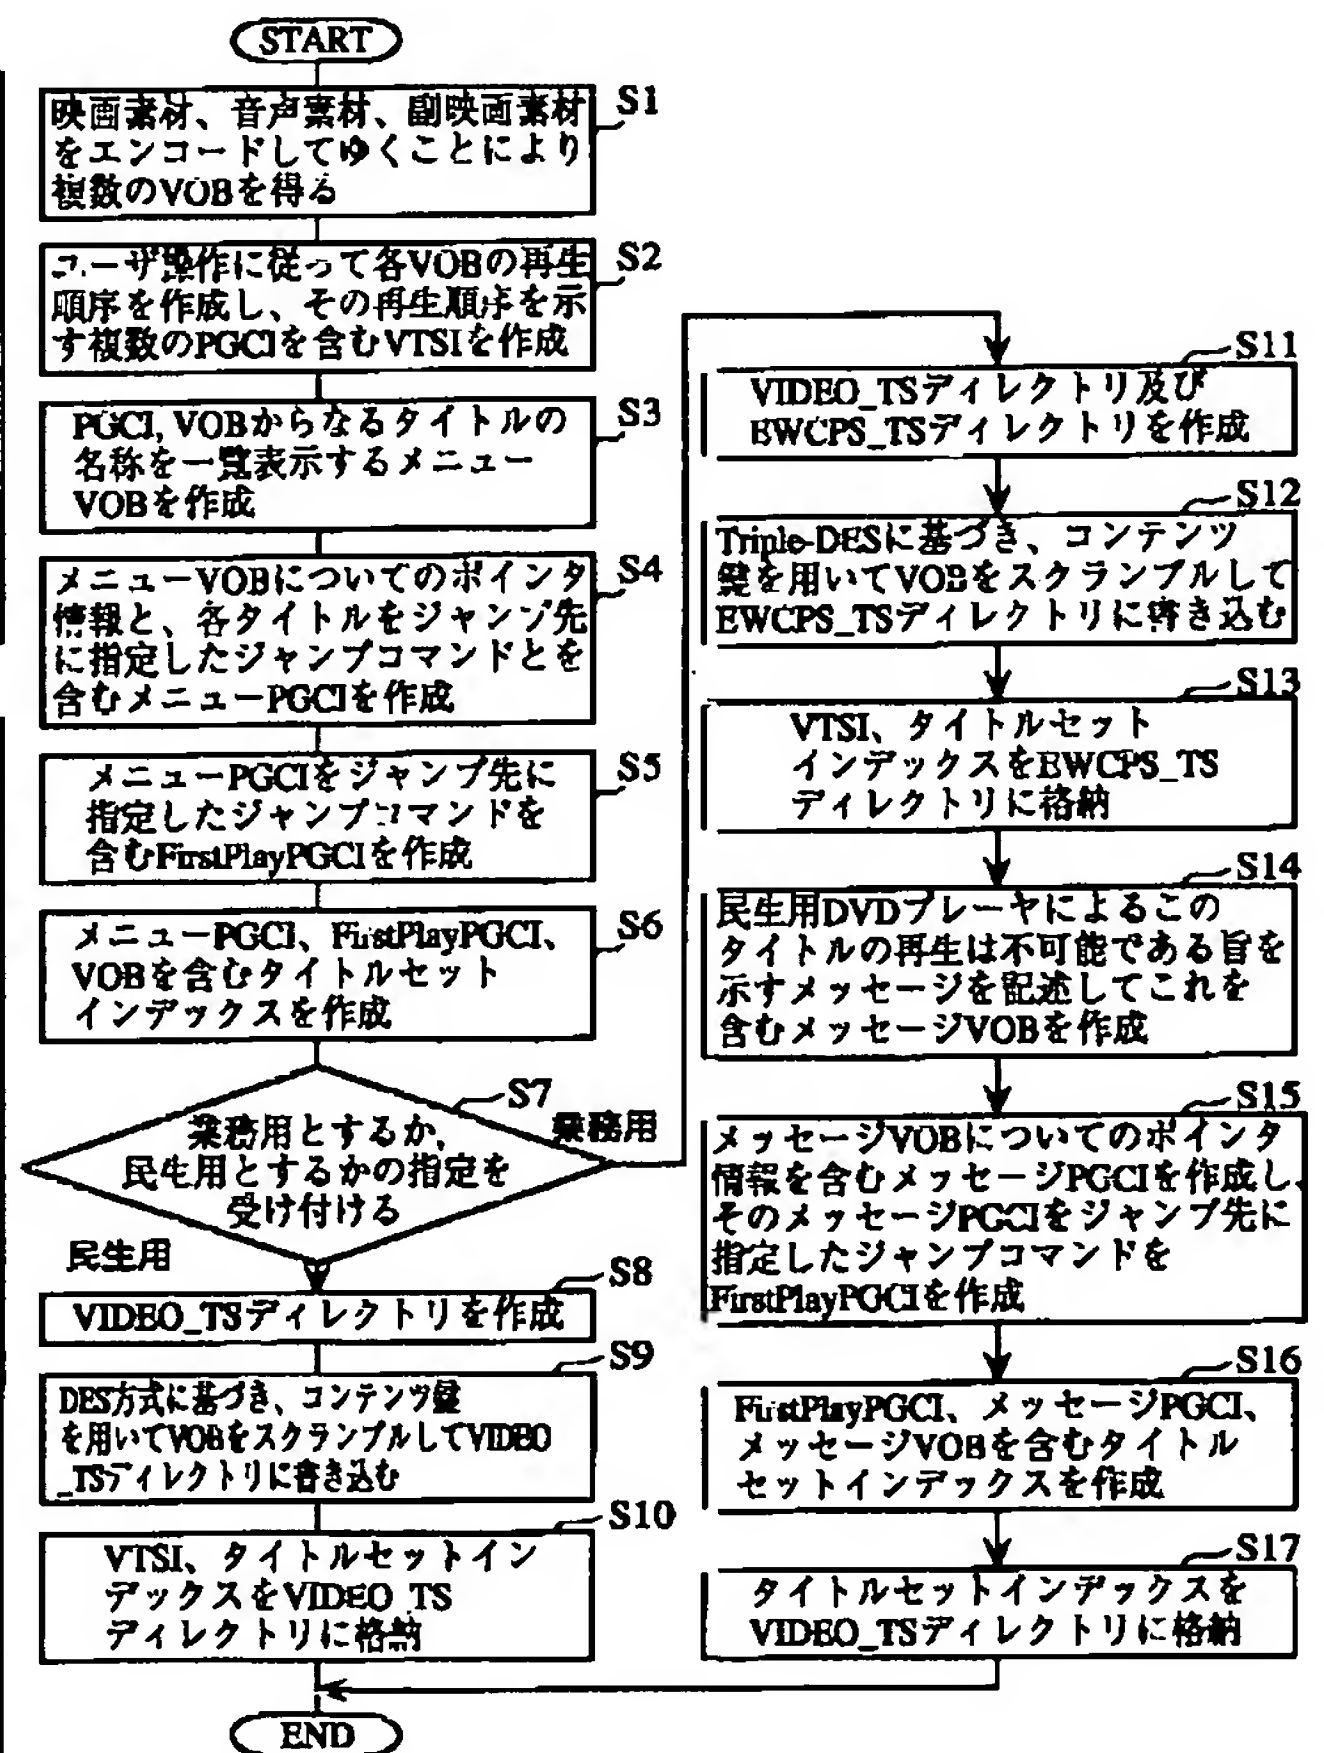 START
S1
映画素材、音声素材、副映画素材
をエンコードしてゆくことにより
複数のVOBを得る
S2
ユーザ操作に従って各VOBの再生
順序を作成し、その再生順序を示
す複数のPGCIを含むVTSIを作成
S3
PGCI, VOBからなるタイトルの
名称を一覧表示するメニュー
VOBを作成
S4
メニューVOBについてのポインタ
情報と、各タイトルをジャンプ先
に指定したジャンプコマンドとを
含むメニューPGCIを作成
S5
メニューPGCIをジャンプ先に
指定したジャンプコマンドを
含むFirstPlayPGCIを作成
S6
メニューPGCI、FirstPlayPGCI、
VOBを含むタイトルセット
インデックスを作成
S7
業務用とするか,
民生用とするかの指定を
受け付ける
業務用
民生用
S8
VIDEO_TSディレクトリを作成
S9
DES方式に基づき、コンテンツ鍵
を用いてVOBをスクランブルしてVIDEO
_TSディレクトリに書き込む
S10
VTSI、タイトルセットイン
デックスをVIDEO_TS
ディレクトリに格納
S11
VIDEO_TSディレクトリ及び
EWCPS_TSディレクトリを作成
S12
Triple-DESに基づき、コンテンツ
鍵を用いてVOBをスクランブルして
EWCPS_TSディレクトリに書き込む
S13
VTSI、タイトルセット
インデックスをEWCPS_TS
ディレクトリに格納
S14
民生用DVDプレーヤによるこの
タイトルの再生は不可能である旨を
示すメッセージを記述してこれを
含むメッセージVOBを作成
S15
メッセージVOBについてのポインタ
情報を含むメッセージPGCIを作成し、
そのメッセージPGCIをジャンプ先に
指定したジャンプコマンドを
FirstPlayPGCIを作成
S16
FirstPlayPGCI、メッセージPGCI、
メッセージVOBを含むタイトル
セットインデックスを作成
S17
タイトルセットインデックスを
VIDEO_TSディレクトリに格納
END